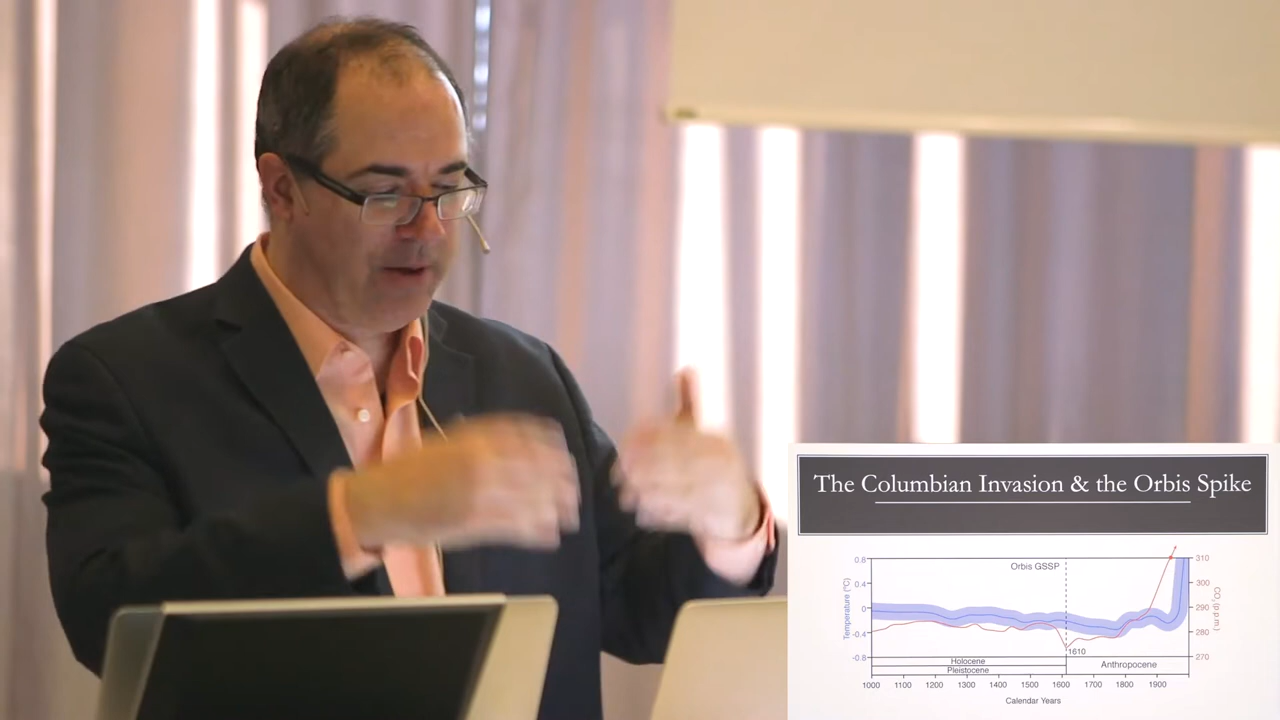 The Columbian Invasion & the Orbis Spike
Orbis GSSP
0.8
0.4
0
-0.4
-0.8
Temperature (°C)
310
300
290
280
270
CO₂ (p.p.m.)
1610
Holocene
Pleistocene
Anthropocene
1000 1100 1200 1300 1400 1500 1600 1700 1800 1900
Calendar Years